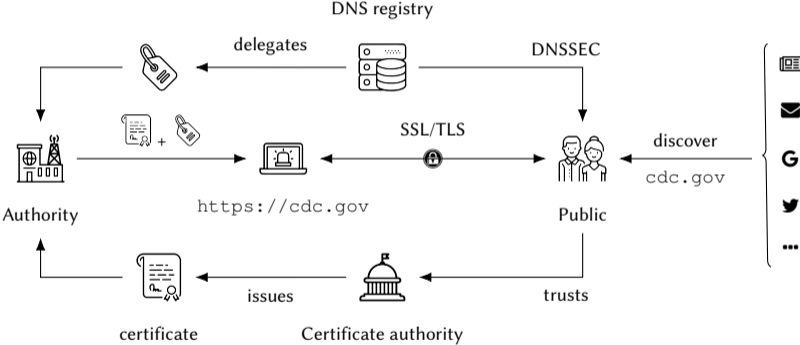 DNS registry
delegates
DNSSEC
+
SSL/TLS
discover
cdc.gov
G
https://cdc.gov
Authority
Public
issues
trusts
certificate
Certificate authority